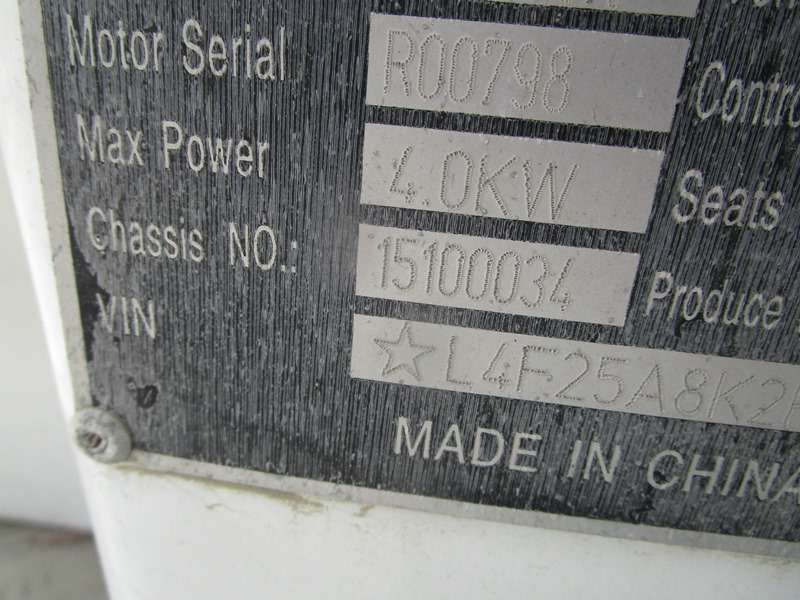 Motor Serial R00798 Contro
Max Power 4.0KW Seats
Chassis NO.: 15100034 Produce
VIN ☆L4F25A8K2
MADE IN CHINA